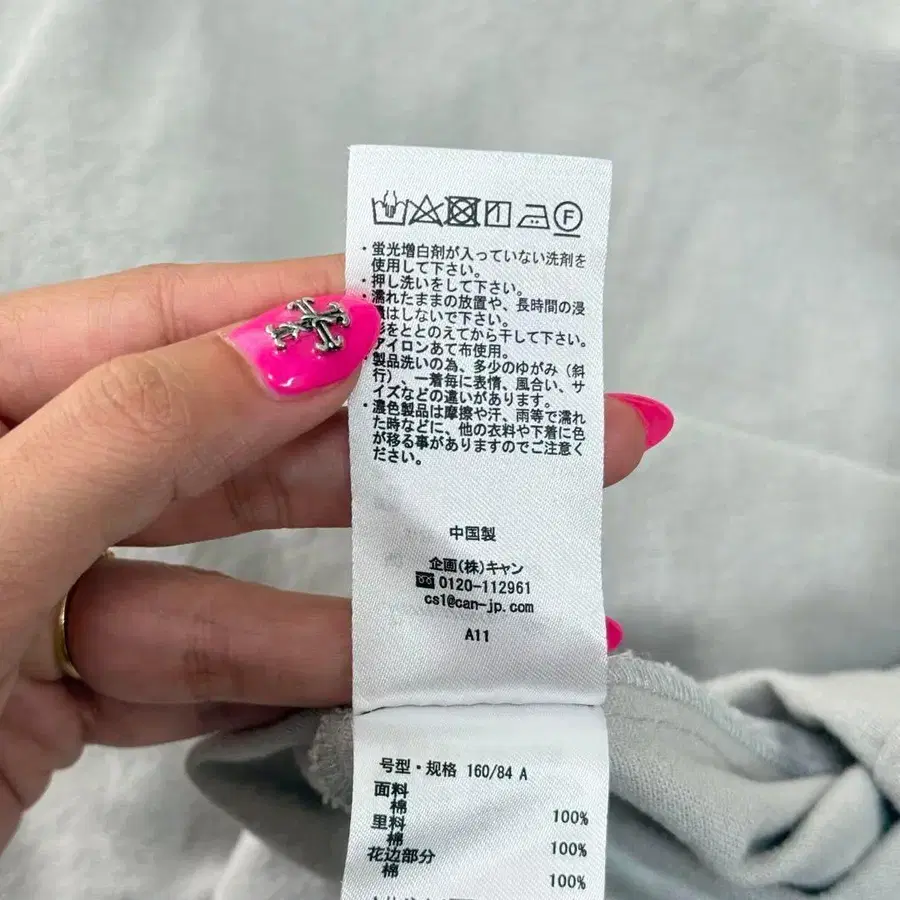 F
・蛍光増白剤が入っていない洗剤を
使用して下さい。
・押し洗いをして下さい。
・濡れたままの放置や、長時間の浸
はしないで下さい。
をととのえてから干して下さい。
アイロンあて布使用。
製品洗いの為、多少のゆがみ（斜
行）、一着毎に表情、風合い、サ
イズなどの違いがあります。
・濃色製品は摩擦や汗、雨等で濡れ
た時などに、他の衣料や下着に色
が移る事がありますのでご注意く
ださい。
中国製
企画(株)キャン
0120-112961
cs1@can-jp.com
A11
号型・规格 160/84 A
面料
棉 100%
里料
棉 100%
花边部分
棉 100%